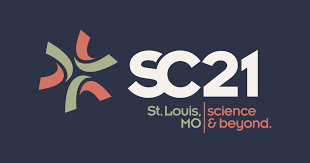 SC21
St. Louis, science
MO & beyond.